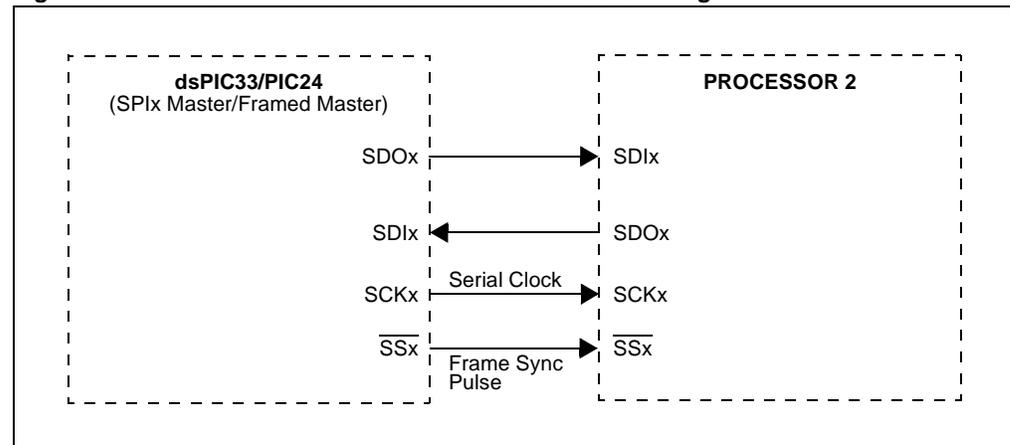 dsPIC33/PIC24
(SPIx Master/Framed Master)
PROCESSOR 2
SDOx
SDIx
SDIx
SDOx
SCKx
Serial Clock
SCKx
SSx
Frame Sync
Pulse
SSx